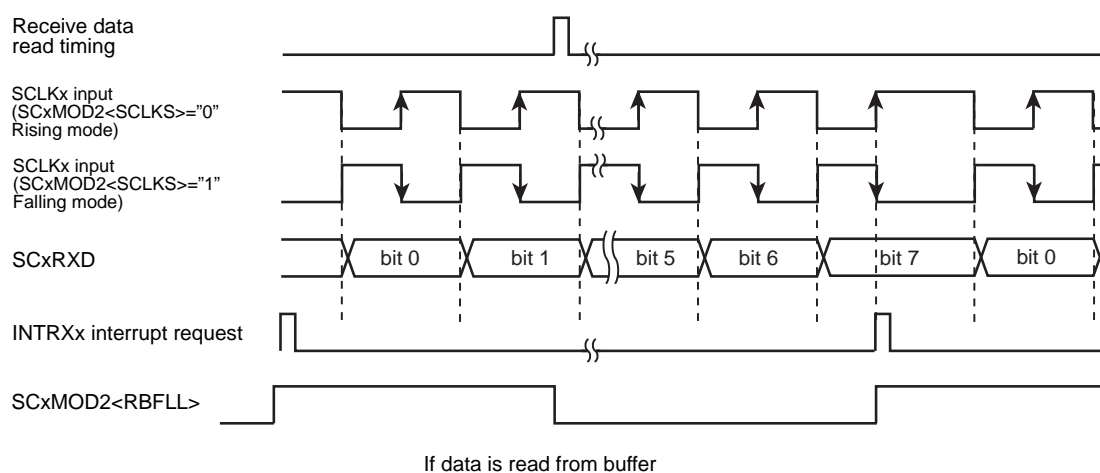 Receive data
read timing
SCLKx input
(SCxMOD2<SCLKS>="0"
Rising mode)
SCLKx input
(SCxMOD2<SCLKS>="1"
Falling mode)
SCxRXD
bit 0
bit 1
bit 5
bit 6
bit 7
bit 0
INTRXx interrupt request
SCxMOD2<RBFLL>
If data is read from buffer